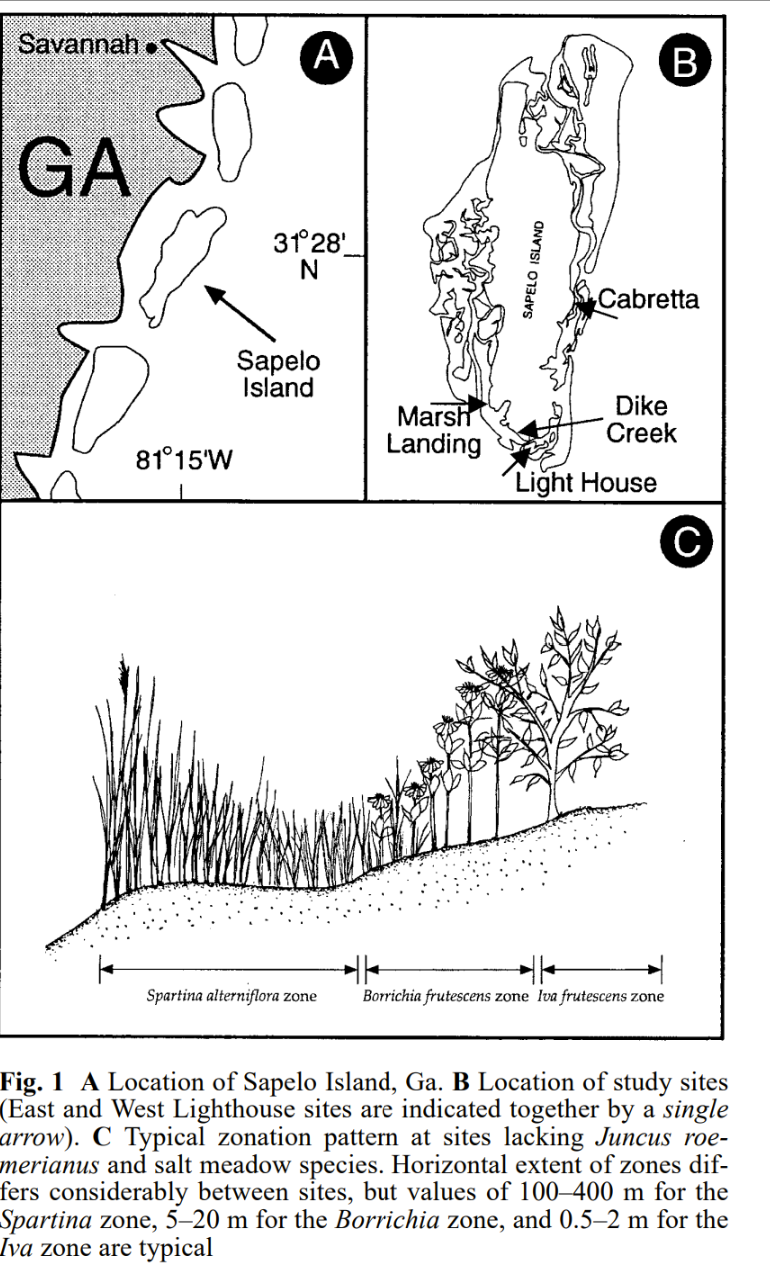 Savannah
A
GA
31°28'
N
Sapelo
Island
81°15'W
B
SAPELO ISLAND
Cabretta
Marsh
Landing
Dike
Creek
Light House
C
Spartina alterniflora zone
Borrichia frutescens zone
Iva frutescens zone
Fig. 1 A Location of Sapelo Island, Ga. B Location of study sites
(East and West Lighthouse sites are indicated together by a single
arrow). C Typical zonation pattern at sites lacking Juncus roe-
merianus and salt meadow species. Horizontal extent of zones dif-
fers considerably between sites, but values of 100–400 m for the
Spartina zone, 5–20 m for the Borrichia zone, and 0.5–2 m for the
Iva zone are typical